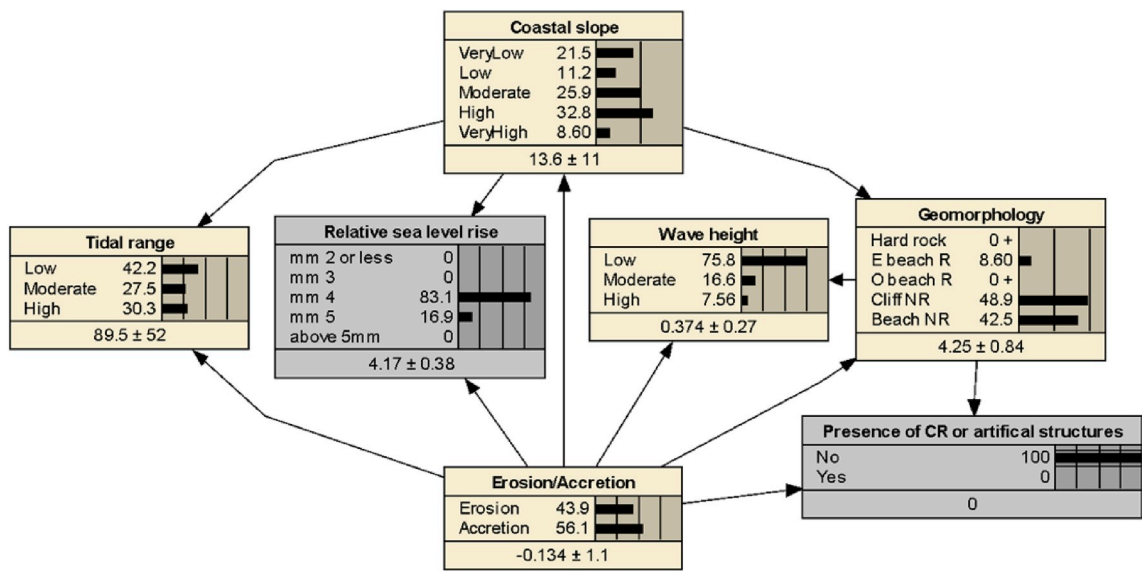 Coastal slope
VeryLow 21.5
Low 11.2
Moderate 25.9
High 32.8
VeryHigh 8.60
13.6 ± 11
Tidal range
Low 42.2
Moderate 27.5
High 30.3
89.5 ± 52
Relative sea level rise
mm 2 or less 0
mm 3 0
mm 4 83.1
mm 5 16.9
above 5mm 0
4.17 ± 0.38
Wave height
Low 75.8
Moderate 16.6
High 7.56
0.374 ± 0.27
Geomorphology
Hard rock 0 +
E beach R 8.60
O beach R 0 +
Cliff NR 48.9
Beach NR 42.5
4.25 ± 0.84
Presence of CR or artifical structures
No 100
Yes 0
0
Erosion/Accretion
Erosion 43.9
Accretion 56.1
-0.134 ± 1.1